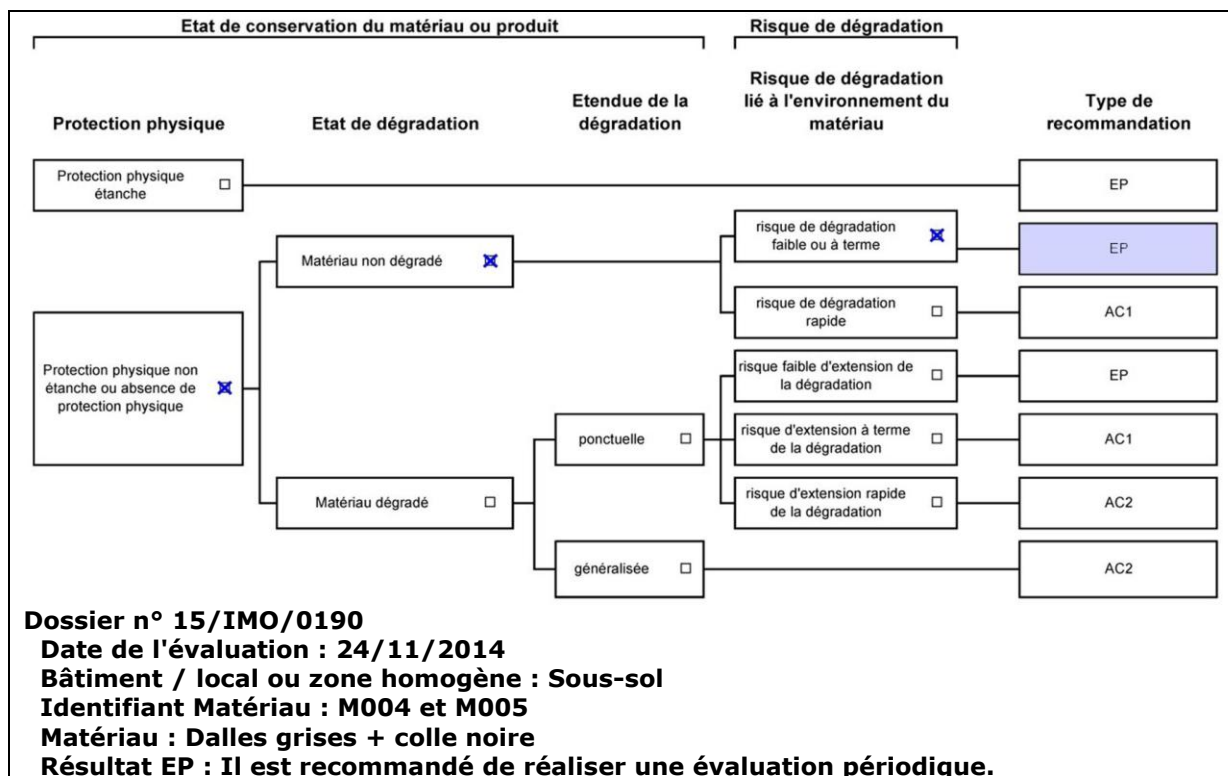 Etat de conservation du matériau ou produit
Risque de dégradation
Protection physique
Etat de dégradation
Etendue de la
dégradation
Risque de dégradation
lié à l'environnement du
matériau
Type de
recommandation
Protection physique
étanche
EP
risque de dégradation
faible ou à terme
EP
Matériau non dégradé
risque de dégradation
rapide
AC1
Protection physique non
étanche ou absence de
protection physique
risque faible d'extension de
la dégradation
EP
ponctuelle
risque d'extension à terme
de la dégradation
AC1
Matériau dégradé
risque d'extension rapide
de la dégradation
AC2
généralisée
AC2
Dossier n° 15/IMO/0190
Date de l'évaluation : 24/11/2014
Bâtiment / local ou zone homogène : Sous-sol
Identifiant Matériau : M004 et M005
Matériau : Dalles grises + colle noire
Résultat EP : Il est recommandé de réaliser une évaluation périodique.